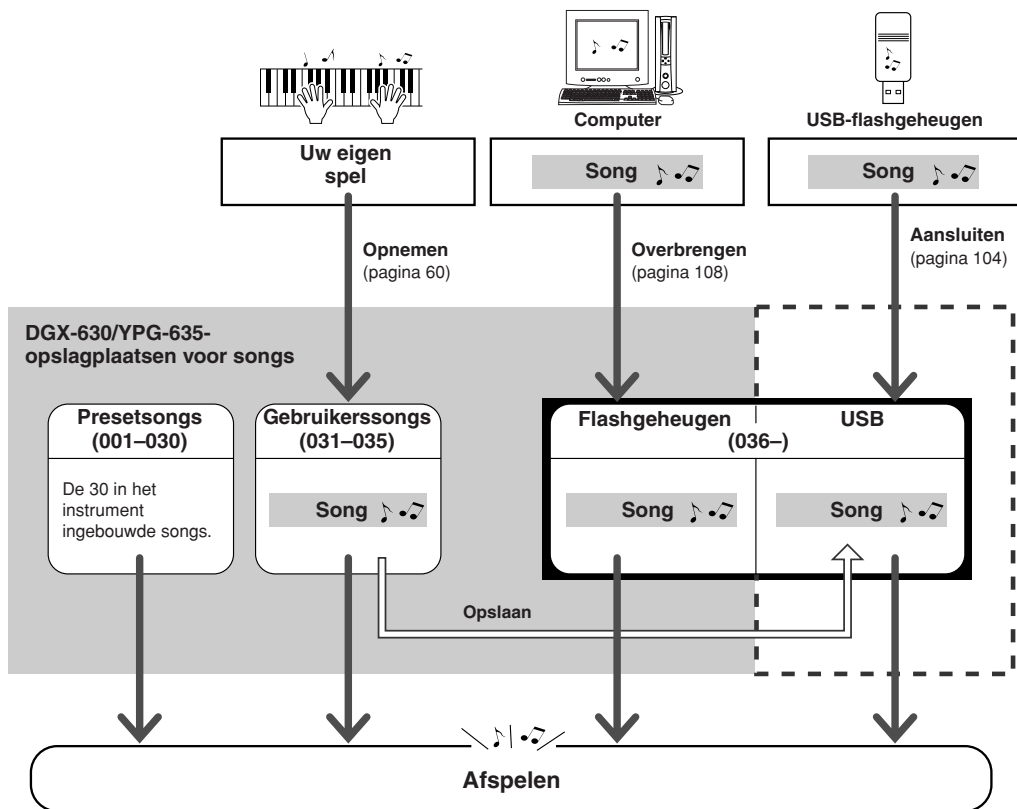 Computer
USB-flashgeheugen
Uw eigen
spel
Song
Song
Opnemen
(pagina 60)
Overbrengen
(pagina 108)
Aansluiten
(pagina 104)
DGX-630/YPG-635-
opslagplaatsen voor songs
Presetsongs
(001–030)
De 30 in het
instrument
ingebouwde songs.
Gebruikerssongs
(031–035)
Song
Flashgeheugen
USB
(036–)
Song
Song
Opslaan
Afspelen